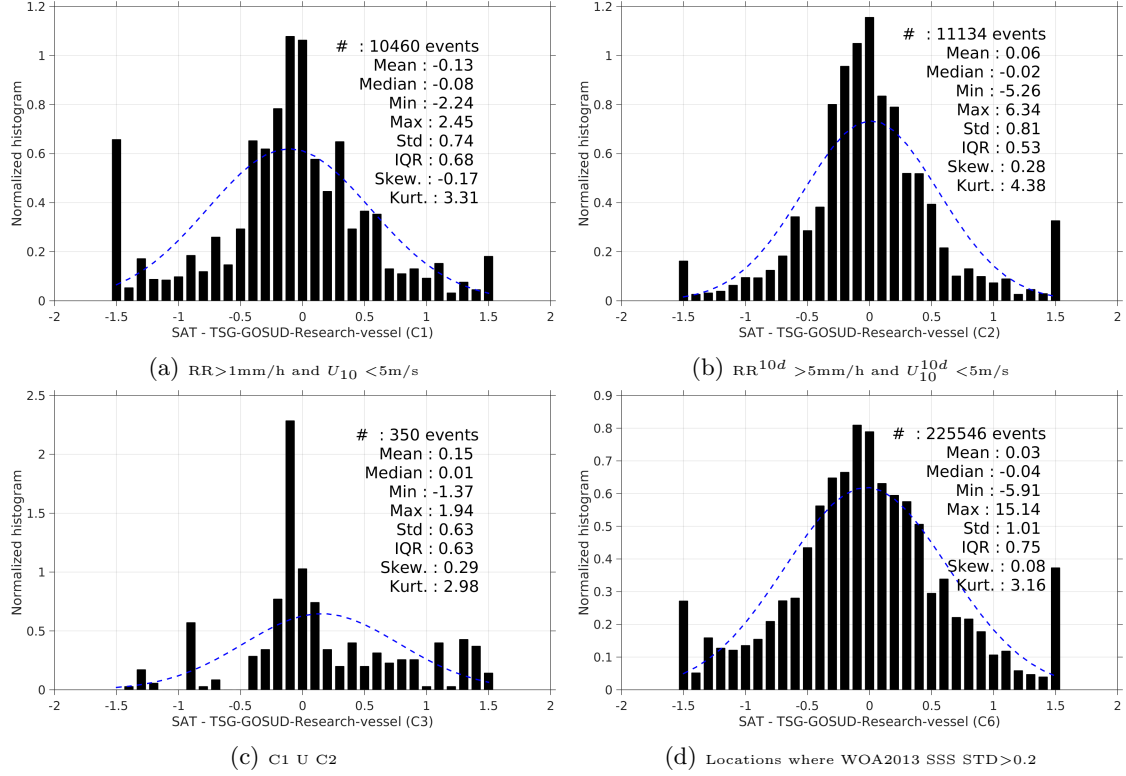 1.2
1
0.8
0.6
0.4
0.2
0
Normalized histogram
# : 10460 events
Mean : -0.13
Median : -0.08
Min : -2.24
Max : 2.45
Std : 0.74
IQR : 0.68
Skew. : -0.17
Kurt. : 3.31
-2 -1.5 -1 -0.5 0 0.5 1 1.5 2
SAT - TSG-GOSUD-Research-vessel (C1)
(a) RR>1mm/h and U10 <5m/s
1.2
1
0.8
0.6
0.4
0.2
0
Normalized histogram
# : 11134 events
Mean : 0.06
Median : -0.02
Min : -5.26
Max : 6.34
Std : 0.81
IQR : 0.53
Skew. : 0.28
Kurt. : 4.38
-2 -1.5 -1 -0.5 0 0.5 1 1.5 2
SAT - TSG-GOSUD-Research-vessel (C2)
(b) RR^10d >5mm/h and U_10^10d <5m/s
2.5
2
1.5
1
0.5
0
Normalized histogram
# : 350 events
Mean : 0.15
Median : 0.01
Min : -1.37
Max : 1.94
Std : 0.63
IQR : 0.63
Skew. : 0.29
Kurt. : 2.98
-2 -1.5 -1 -0.5 0 0.5 1 1.5 2
SAT - TSG-GOSUD-Research-vessel (C3)
(c) C1 U C2
0.9
0.8
0.7
0.6
0.5
0.4
0.3
0.2
0.1
0
Normalized histogram
# : 225546 events
Mean : 0.03
Median : -0.04
Min : -5.91
Max : 15.14
Std : 1.01
IQR : 0.75
Skew. : 0.08
Kurt. : 3.16
-2 -1.5 -1 -0.5 0 0.5 1 1.5 2
SAT - TSG-GOSUD-Research-vessel (C6)
(d) Locations where WOA2013 SSS STD>0.2